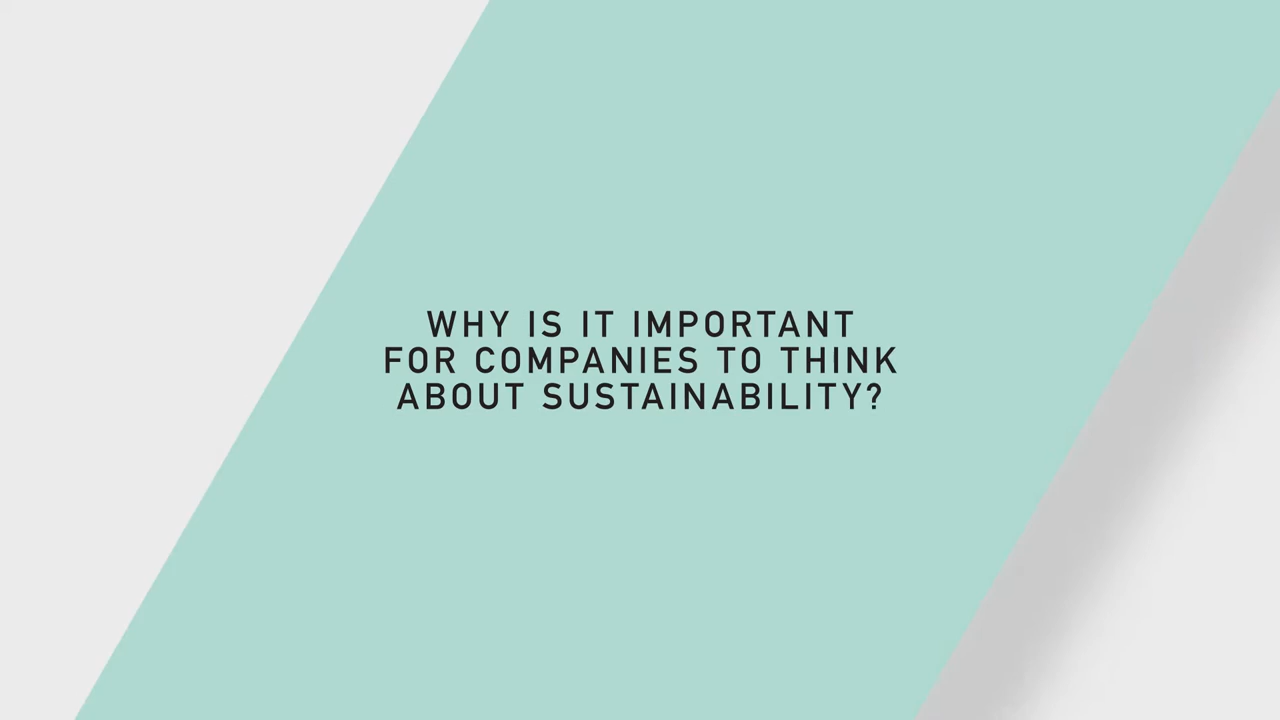 WHY IS IT IMPORTANT
FOR COMPANIES TO THINK
ABOUT SUSTAINABILITY?